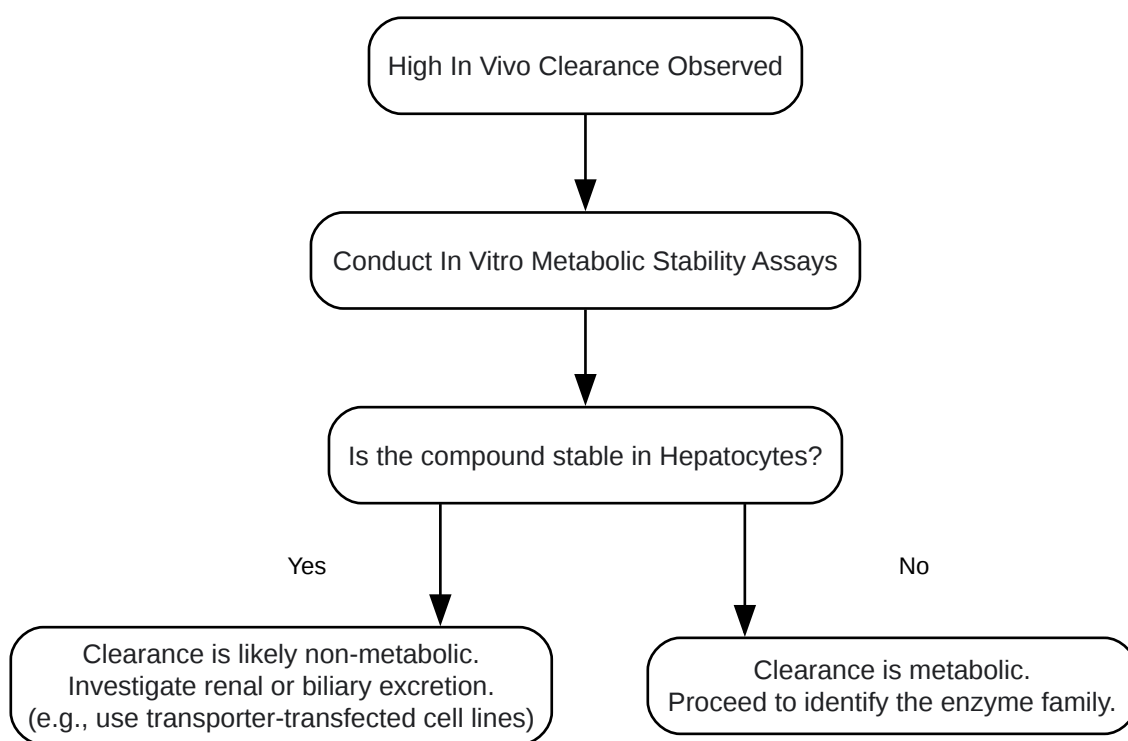 High In Vivo Clearance Observed
Conduct In Vitro Metabolic Stability Assays
Is the compound stable in Hepatocytes?
Yes
No
Clearance is likely non-metabolic.
Investigate renal or biliary excretion.
(e.g., use transporter-transfected cell lines)
Clearance is metabolic.
Proceed to identify the enzyme family.